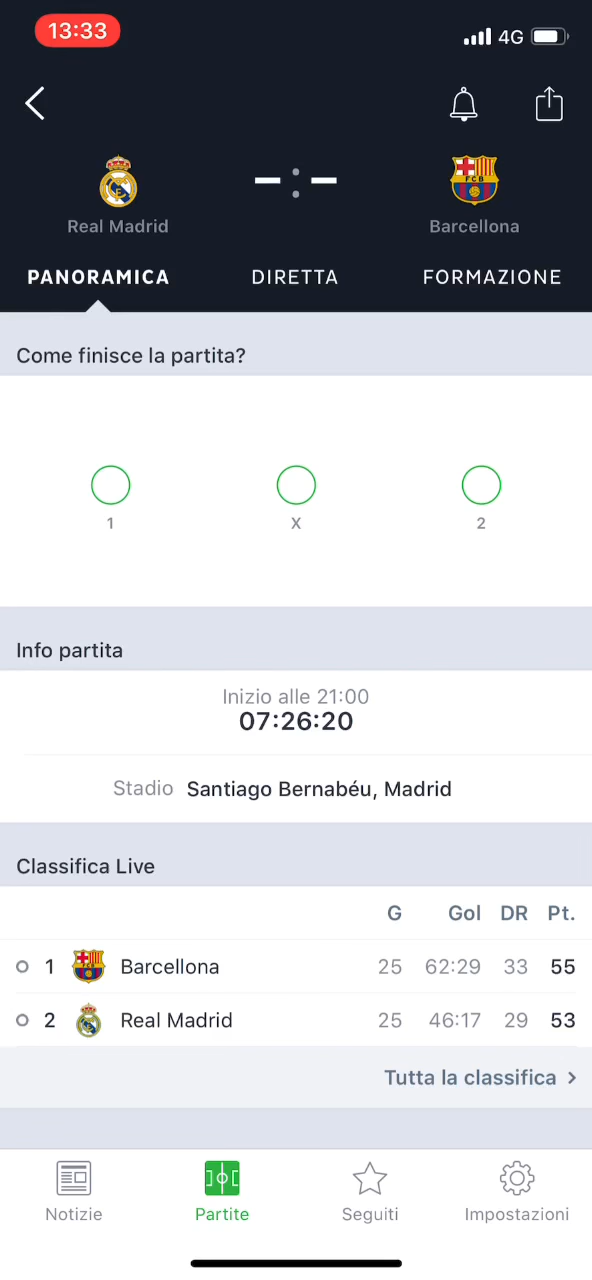 13:33
4G
Real Madrid
– : –
Barcellona
PANORAMICA DIRETTA FORMAZIONE
Come finisce la partita?
1 X 2
Info partita
Inizio alle 21:00
07:26:20
Stadio Santiago Bernabéu, Madrid
Classifica Live
G Gol DR Pt.
1 Barcellona 25 62:29 33 55
2 Real Madrid 25 46:17 29 53
Tutta la classifica >
Notizie Partite Seguiti Impostazioni